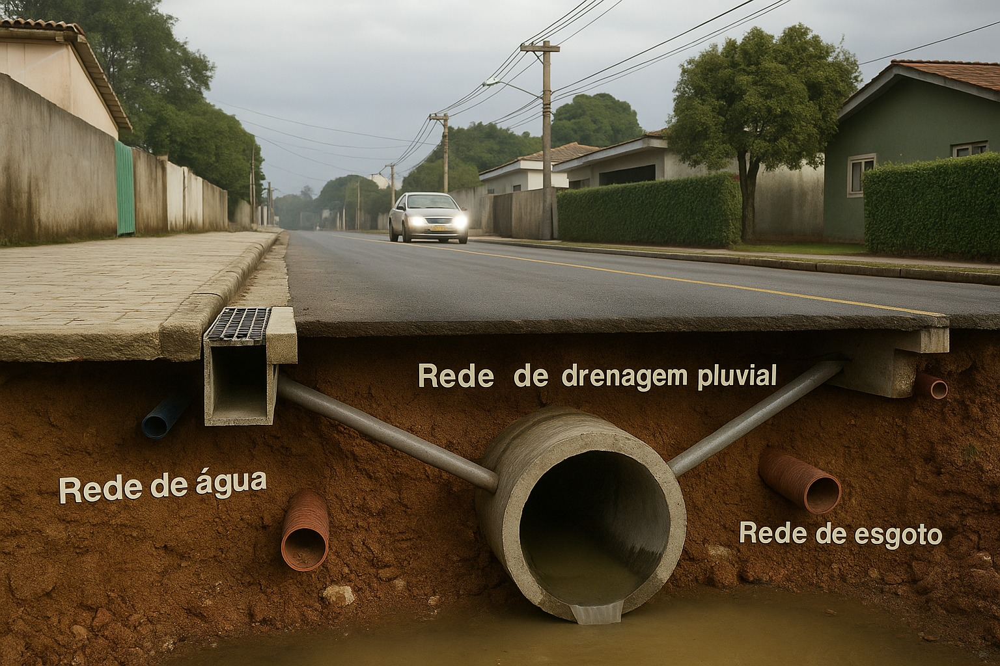 Rede de drenagem pluvial
Rede de água
Rede de esgoto